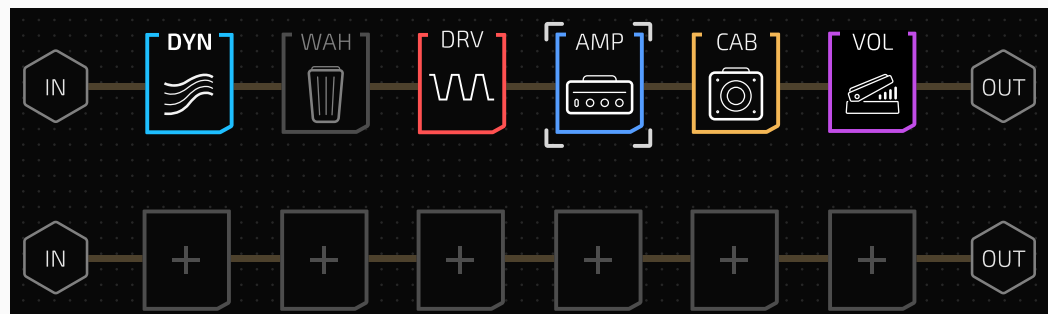 IN DYN WAH DRV AMP CAB VOL OUT
IN + + + + + + OUT